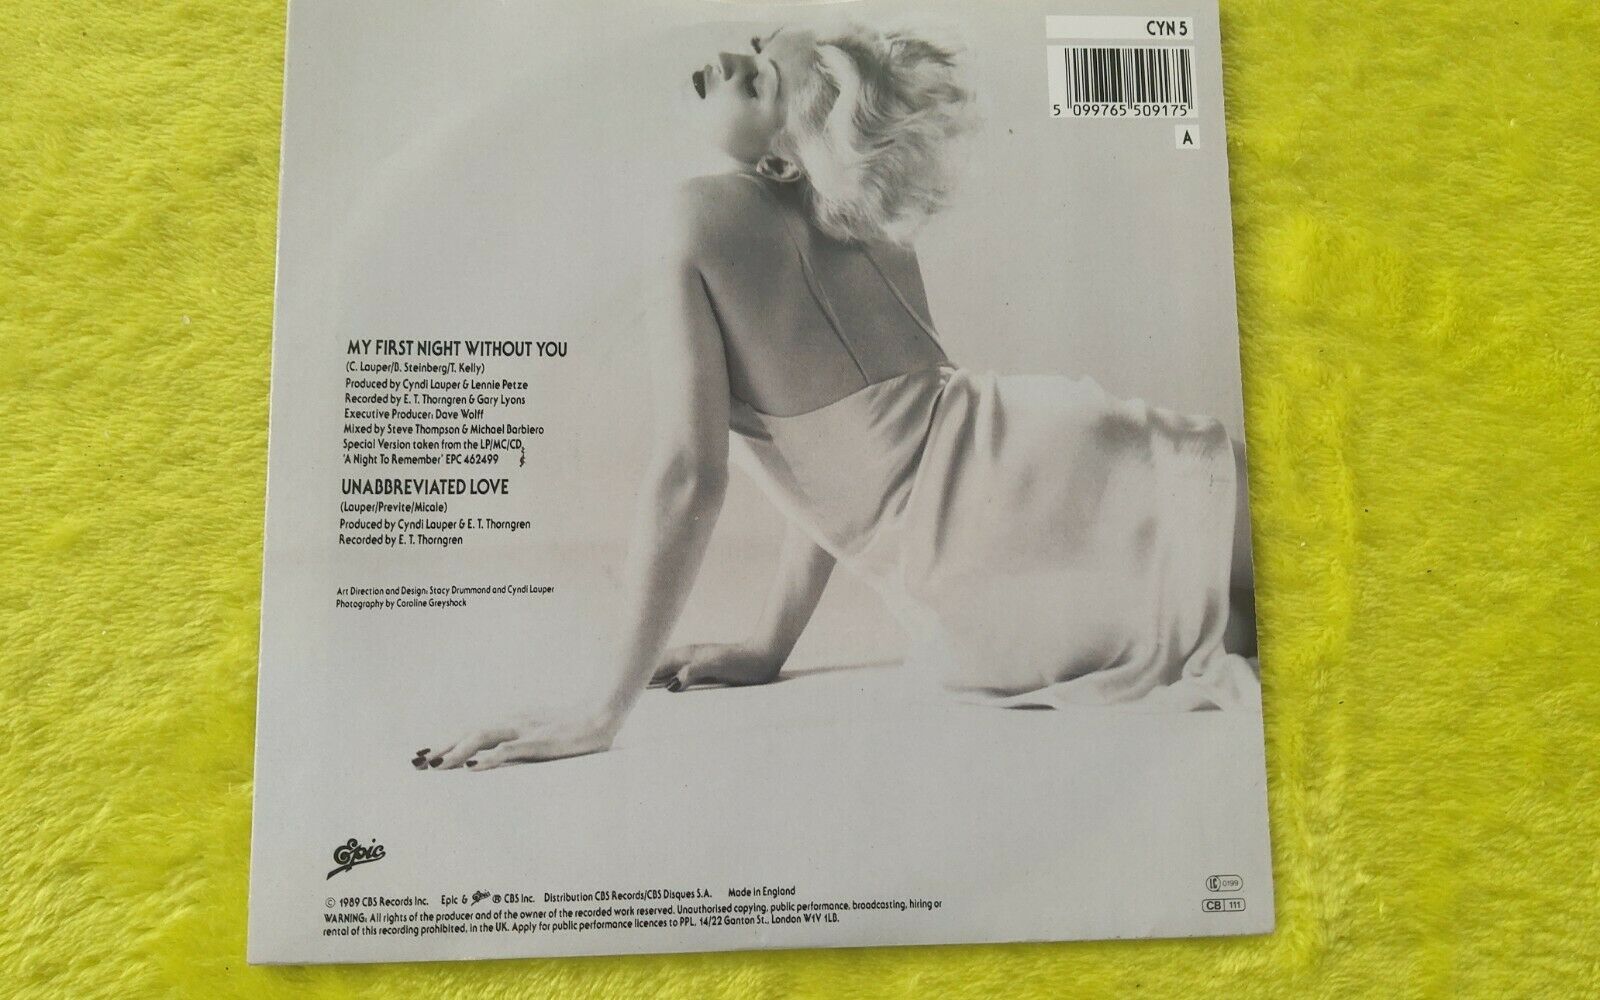 CYN 5
5 099765 509175
A
MY FIRST NIGHT WITHOUT YOU
(C. Lauper/B. Steinberg/T. Kelly)
Produced by Cyndi Lauper & Lennie Petze
Recorded by E. T. Thorngren & Gary Lyons
Executive Producer: Dave Wolff
Mixed by Steve Thompson & Michael Barbiero
Special Version taken from the LP/MC/CD
'A Night To Remember' EPC 462499
UNABBREVIATED LOVE
(Lauper/Previte/Micale)
Produced by Cyndi Lauper & E. T. Thorngren
Recorded by E. T. Thorngren
Art Direction and Design: Stacy Drummond and Cyndi Lauper
Photography by Caroline Greyshock
Epic
© 1989 CBS Records Inc. Epic & Epic ® CBS Inc. Distribution CBS Records/CBS Disques S.A. Made in England
WARNING: All rights of the producer and of the owner of the recorded work reserved. Unauthorised copying, public performance, broadcasting, hiring or
rental of this recording prohibited, in the UK. Apply for public performance licences to PPL, 14/22 Ganton St., London W1V 1LB.
LC 0199
CB 111